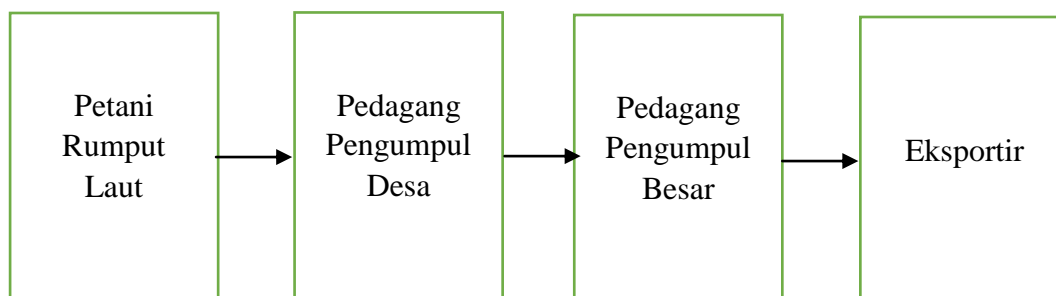 Petani
Rumput
Laut
Pedagang
Pengumpul
Desa
Pedagang
Pengumpul
Besar
Eksportir